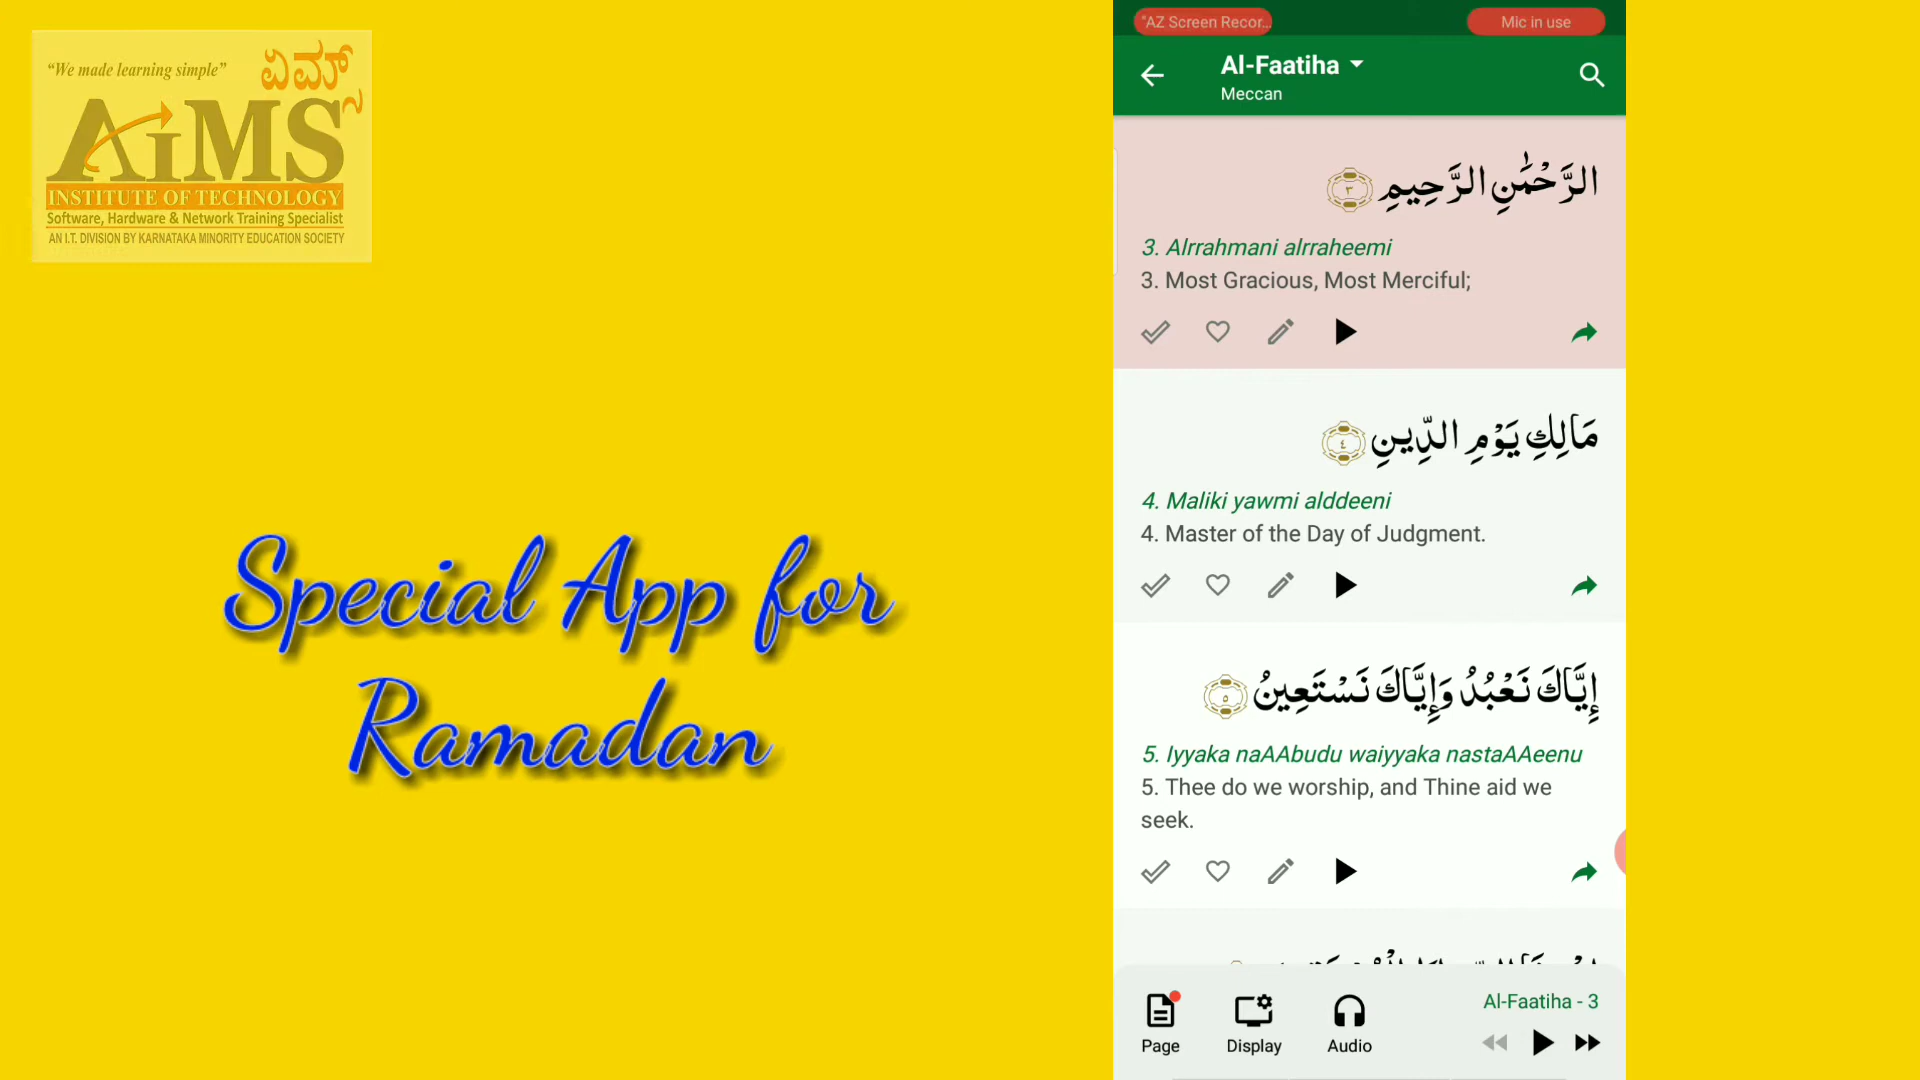 "We made learning simple"
ಏಮ್ಸ್
AiMS
INSTITUTE OF TECHNOLOGY
Software, Hardware & Network Training Specialist
AN I.T. DIVISION BY KARNATAKA MINORITY EDUCATION SOCIETY
Special App for
Ramadan
"AZ Screen Recor...
Mic in use
Al-Faatiha
Meccan
الرَّحْمَٰنِ الرَّحِيمِ ٣
3. Alrrahmani alrraheemi
3. Most Gracious, Most Merciful;
مَالِكِ يَوْمِ الدِّينِ ٤
4. Maliki yawmi alddeeni
4. Master of the Day of Judgment.
إِيَّاكَ نَعْبُدُ وَإِيَّاكَ نَسْتَعِينُ ٥
5. Iyyaka naAAbudu waiyyaka nastaAAeenu
5. Thee do we worship, and Thine aid we
seek.
Page
Display
Audio
Al-Faatiha - 3